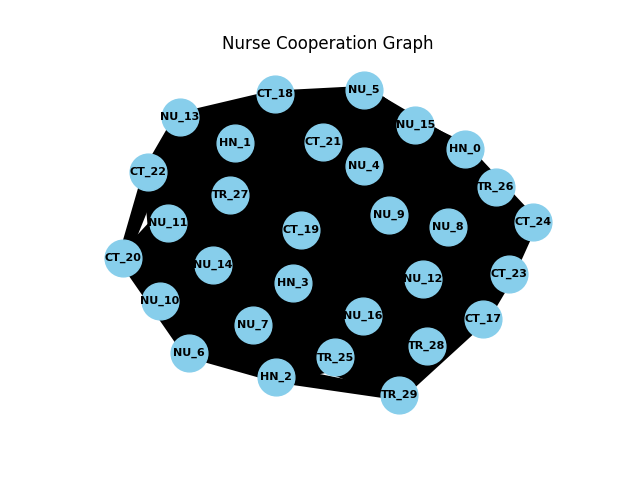 Nurse Cooperation Graph
NU_5
CT_18
NU_13
NU_15
CT_21
HN_1
HN_0
NU_4
CT_22
TR_26
TR_27
NU_9
CT_24
NU_11
NU_8
CT_19
CT_20
NU_14
CT_23
NU_12
HN_3
NU_10
NU_16
CT_17
NU_7
TR_28
NU_6
TR_25
HN_2
TR_29